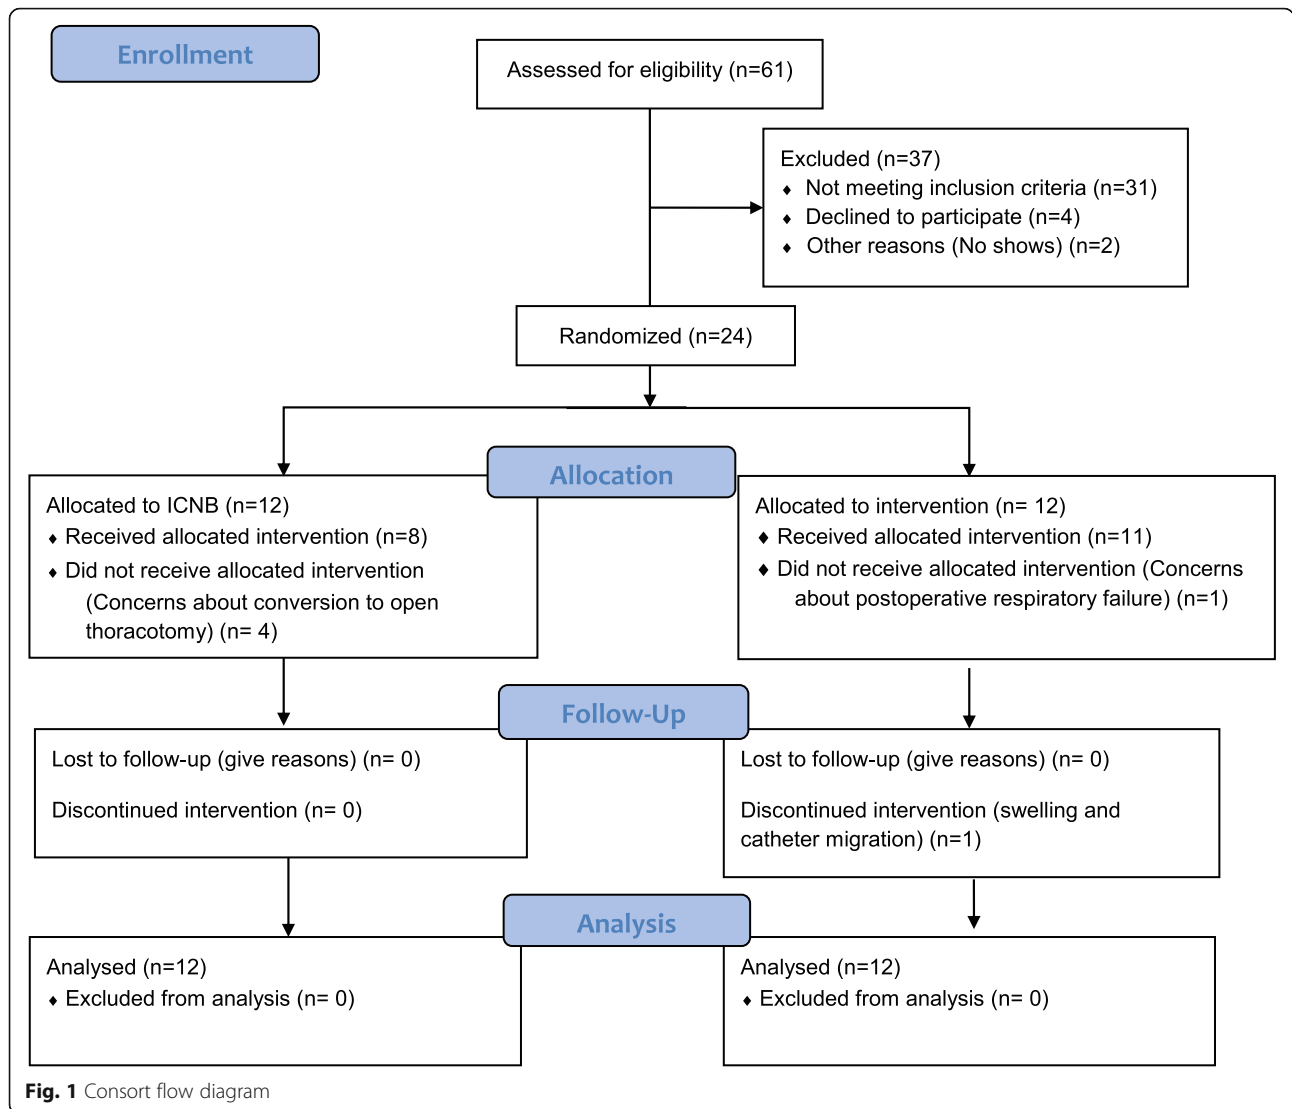 Enrollment
Assessed for eligibility (n=61)
Excluded (n=37)
♦ Not meeting inclusion criteria (n=31)
♦ Declined to participate (n=4)
♦ Other reasons (No shows) (n=2)
Randomized (n=24)
Allocation
Allocated to ICNB (n=12)
♦ Received allocated intervention (n=8)
♦ Did not receive allocated intervention
(Concerns about conversion to open
thoracotomy) (n= 4)
Allocated to intervention (n= 12)
♦ Received allocated intervention (n=11)
♦ Did not receive allocated intervention (Concerns
about postoperative respiratory failure) (n=1)
Follow-Up
Lost to follow-up (give reasons) (n= 0)
Discontinued intervention (n= 0)
Lost to follow-up (give reasons) (n= 0)
Discontinued intervention (swelling and
catheter migration) (n=1)
Analysis
Analysed (n=12)
♦ Excluded from analysis (n= 0)
Analysed (n=12)
♦ Excluded from analysis (n= 0)
Fig. 1 Consort flow diagram